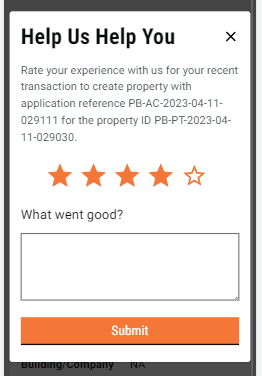 Help Us Help You
Rate your experience with us for your recent
transaction to create property with
application reference PB-AC-2023-04-11-
029111 for the property ID PB-PT-2023-04-
11-029030.
What went good?
Submit
Building/Company NA